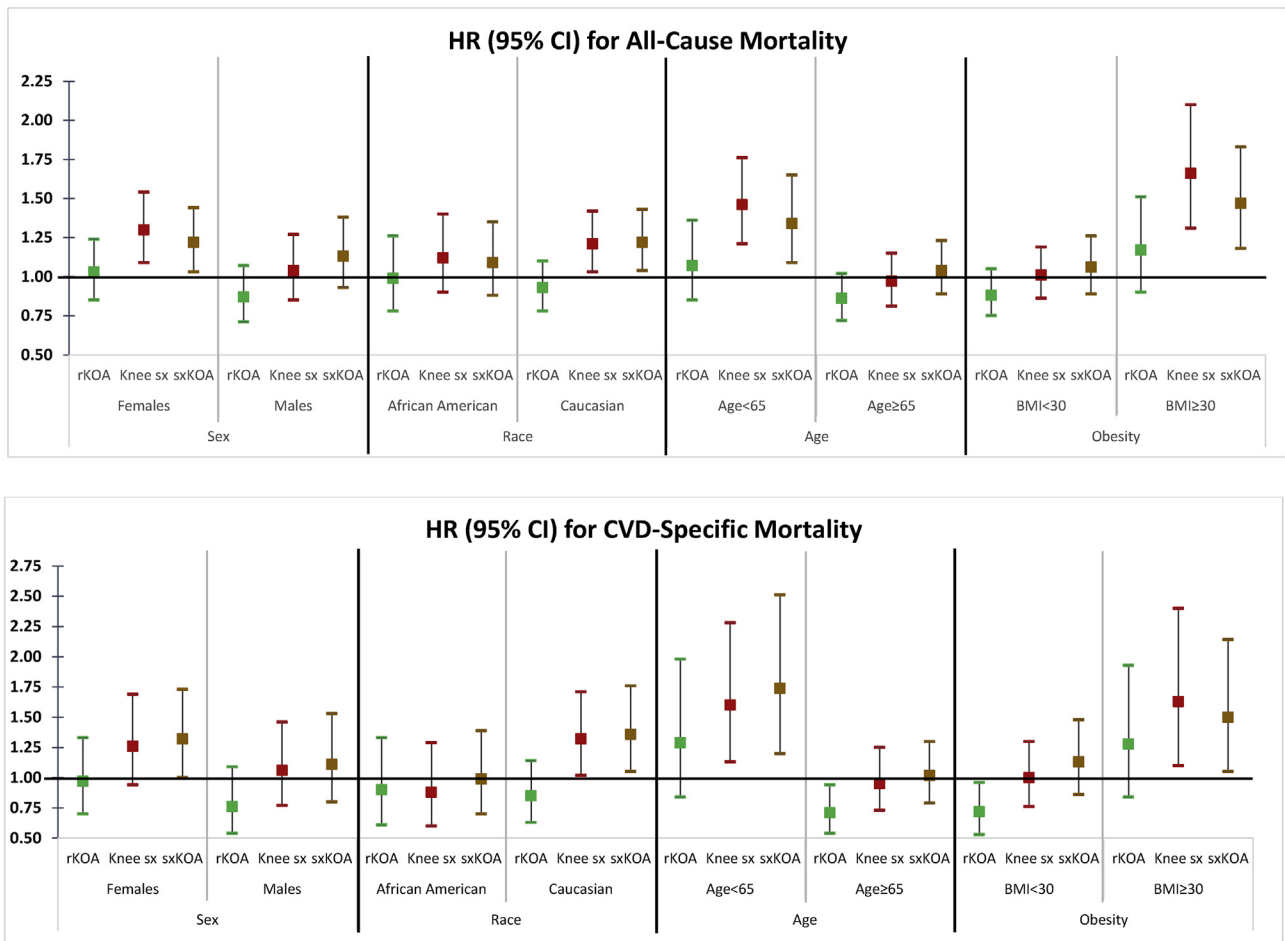 HR (95% CI) for All-Cause Mortality
2.25
2.00
1.75
1.50
1.25
1.00
0.75
0.50
rKOA Knee sx sxKOA rKOA Knee sx sxKOA rKOA Knee sx sxKOA rKOA Knee sx sxKOA rKOA Knee sx sxKOA rKOA Knee sx sxKOA rKOA Knee sx sxKOA rKOA Knee sx sxKOA
Females Males African American Caucasian Age<65 Age≥65 BMI<30 BMI≥30
Sex Race Age Obesity
HR (95% CI) for CVD-Specific Mortality
2.75
2.50
2.25
2.00
1.75
1.50
1.25
1.00
0.75
0.50
rKOA Knee sx sxKOA rKOA Knee sx sxKOA rKOA Knee sx sxKOA rKOA Knee sx sxKOA rKOA Knee sx sxKOA rKOA Knee sx sxKOA rKOA Knee sx sxKOA rKOA Knee sx sxKOA
Females Males African American Caucasian Age<65 Age≥65 BMI<30 BMI≥30
Sex Race Age Obesity